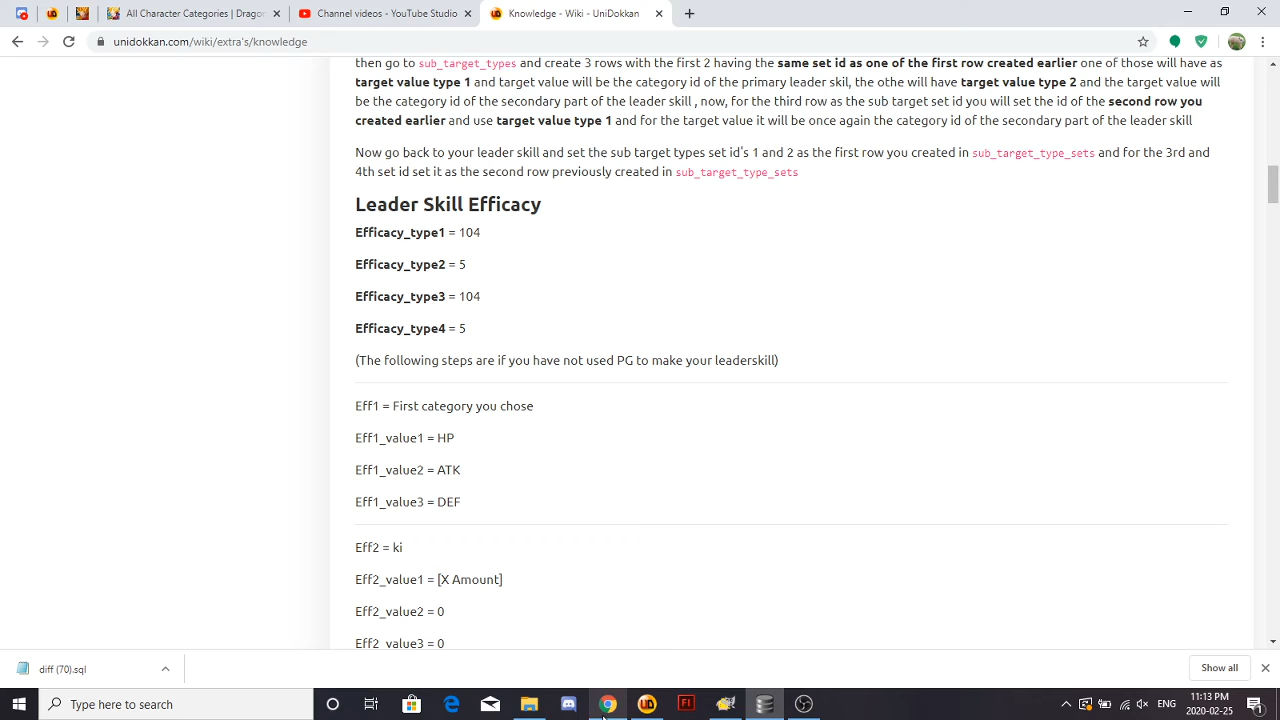 All Character Categories | Dragor
Channel videos - YouTube Studio
Knowledge - Wiki - UniDokkan
unidokkan.com/wiki/extra's/knowledge
then go to sub_target_types and create 3 rows with the first 2 having the same set id as one of the first row created earlier one of those will have as
target value type 1 and target value will be the category id of the primary leader skil, the othe will have target value type 2 and the target value will
be the category id of the secondary part of the leader skill , now, for the third row as the sub target set id you will set the id of the second row you
created earlier and use target value type 1 and for the target value it will be once again the category id of the secondary part of the leader skill
Now go back to your leader skill and set the sub target types set id's 1 and 2 as the first row you created in sub_target_type_sets and for the 3rd and
4th set id set it as the second row previously created in sub_target_type_sets
Leader Skill Efficacy
Efficacy_type1 = 104
Efficacy_type2 = 5
Efficacy_type3 = 104
Efficacy_type4 = 5
(The following steps are if you have not used PG to make your leaderskill)
Eff1 = First category you chose
Eff1_value1 = HP
Eff1_value2 = ATK
Eff1_value3 = DEF
Eff2 = ki
Eff2_value1 = [X Amount]
Eff2_value2 = 0
Eff2_value3 = 0
diff (70).sql
Show all
Type here to search
ENG
11:13 PM
2020-02-25